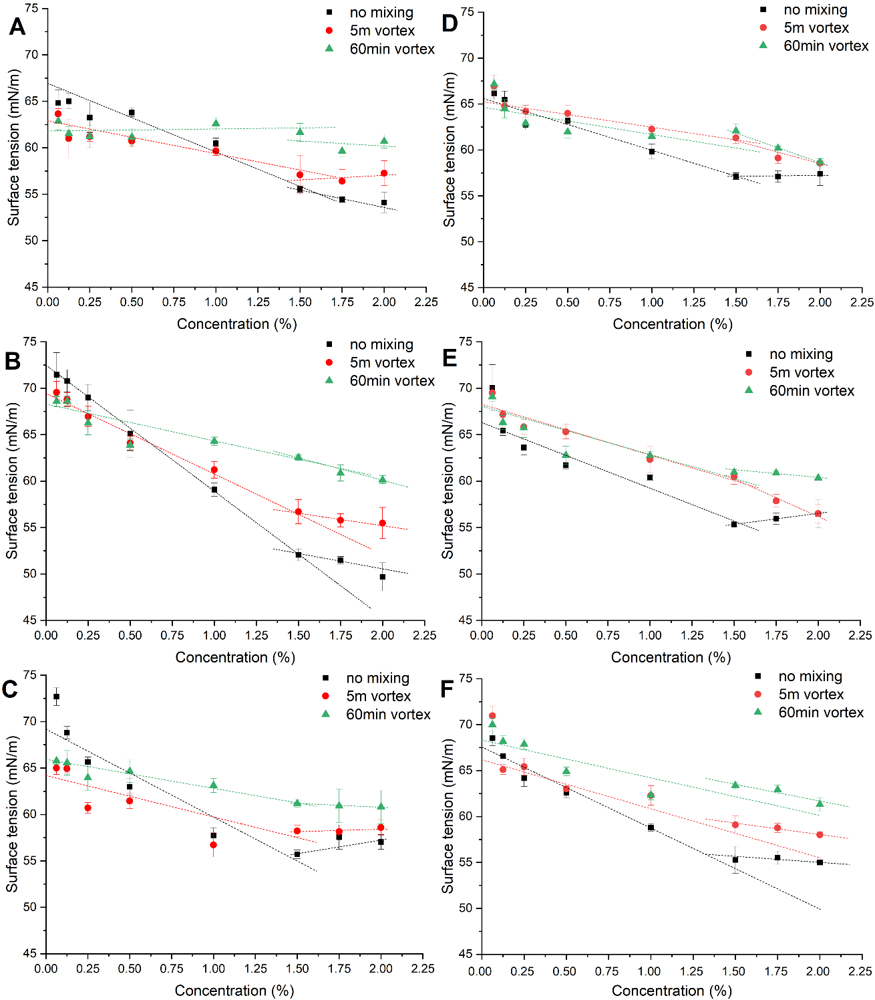 A
no mixing
5m vortex
60min vortex
Surface tension (mN/m)
75
70
65
60
55
50
45
0.00 0.25 0.50 0.75 1.00 1.25 1.50 1.75 2.00 2.25
Concentration (%)
D
no mixing
5m vortex
60min vortex
Surface tension (mN/m)
75
70
65
60
55
50
45
0.00 0.25 0.50 0.75 1.00 1.25 1.50 1.75 2.00 2.25
Concentration (%)
B
no mixing
5m vortex
60min vortex
Surface tension (mN/m)
75
70
65
60
55
50
45
0.00 0.25 0.50 0.75 1.00 1.25 1.50 1.75 2.00 2.25
Concentration (%)
E
no mixing
5m vortex
60min vortex
Surface tension (mN/m)
75
70
65
60
55
50
45
0.00 0.25 0.50 0.75 1.00 1.25 1.50 1.75 2.00 2.25
Concentration (%)
C
no mixing
5m vortex
60min vortex
Surface tension (mN/m)
75
70
65
60
55
50
45
0.00 0.25 0.50 0.75 1.00 1.25 1.50 1.75 2.00 2.25
Concentration (%)
F
no mixing
5m vortex
60min vortex
Surface tension (mN/m)
75
70
65
60
55
50
45
0.00 0.25 0.50 0.75 1.00 1.25 1.50 1.75 2.00 2.25
Concentration (%)